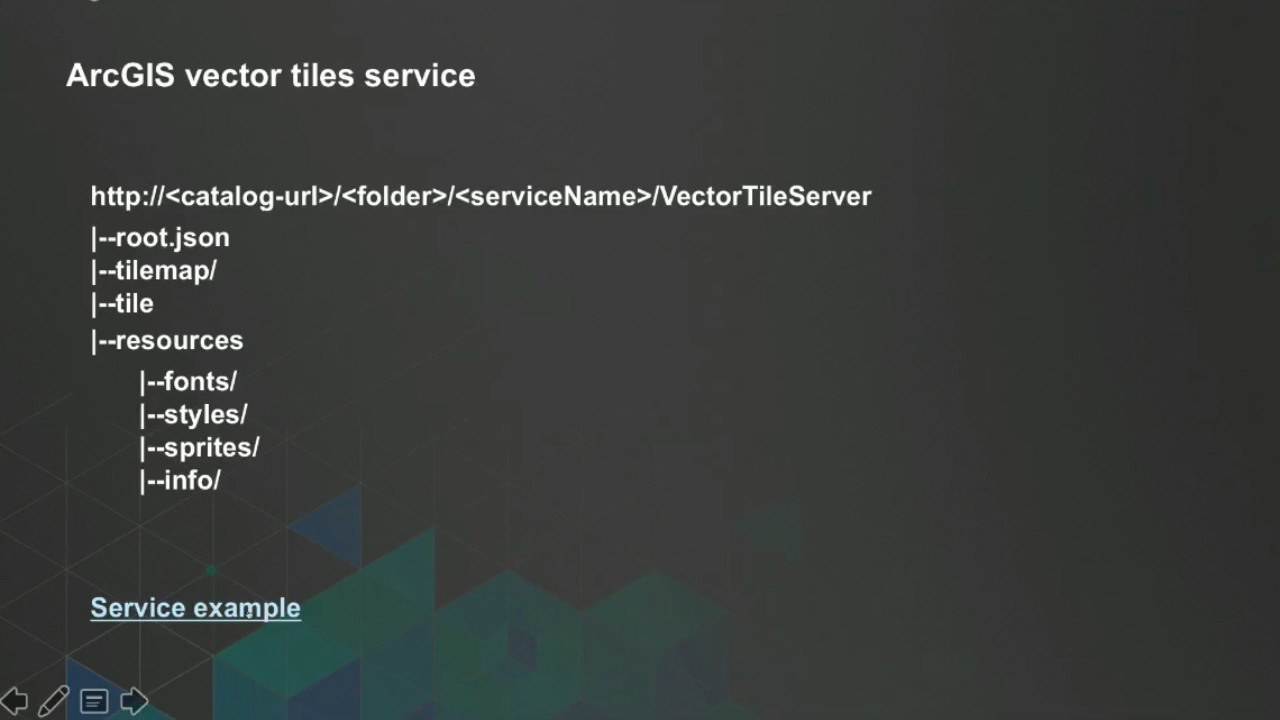 ArcGIS vector tiles service
http://<catalog-url>/<folder>/<serviceName>/VectorTileServer
|--root.json
|--tilemap/
|--tile
|--resources
|--fonts/
|--styles/
|--sprites/
|--info/
Service example